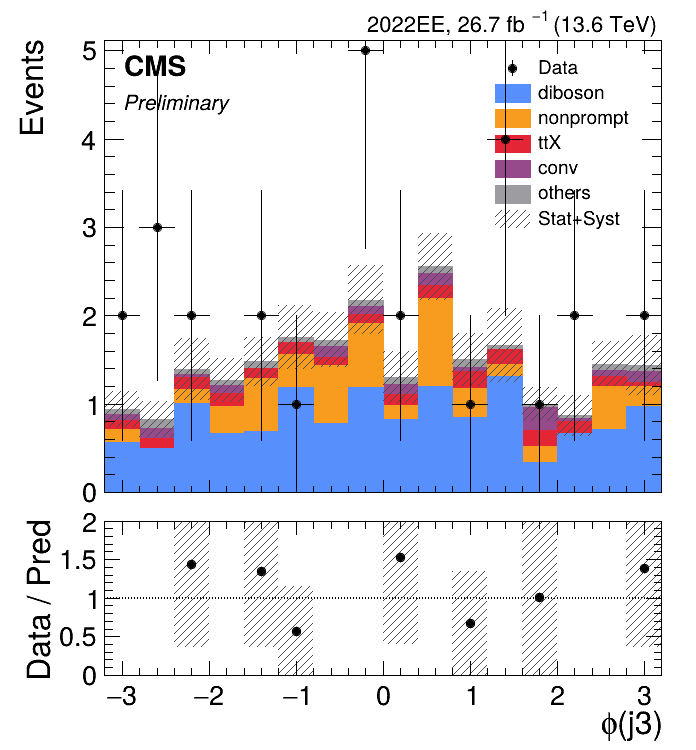 2022EE, 26.7 fb⁻¹ (13.6 TeV)
CMS
Preliminary
Events
5
4
3
2
1
0
Data
diboson
nonprompt
ttX
conv
others
Stat+Syst
Data / Pred
2
1.5
1
0.5
0
−3 −2 −1 0 1 2 3
ϕ(j3)